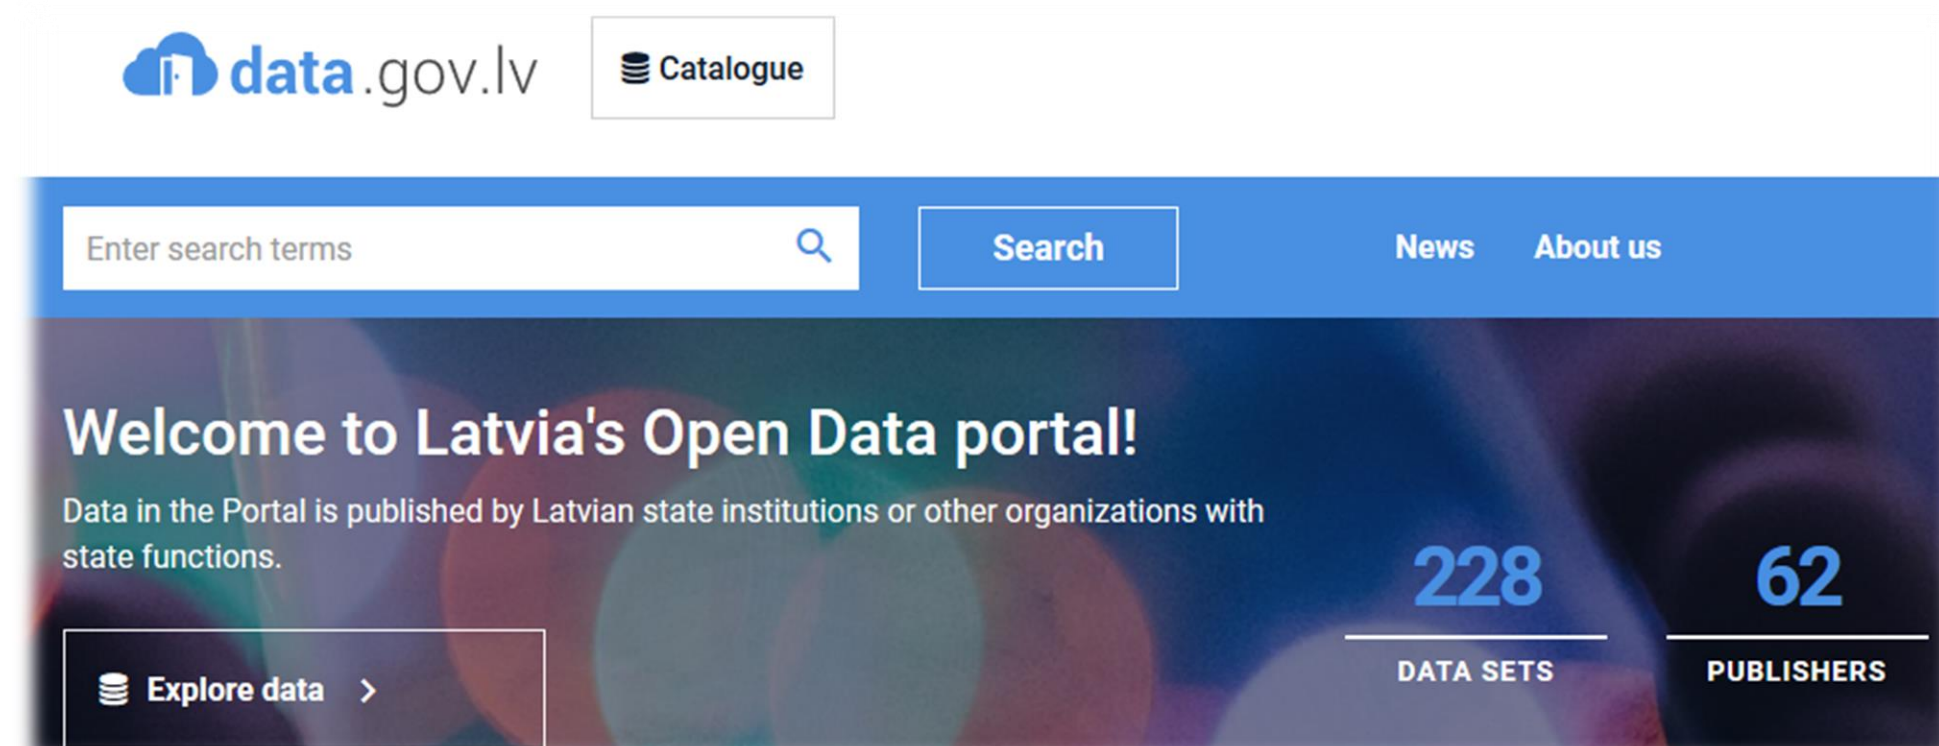 data.gov.lv
Catalogue
Enter search terms
Search
News
About us
Welcome to Latvia's Open Data portal!
Data in the Portal is published by Latvian state institutions or other organizations with
state functions.
228
DATA SETS
62
PUBLISHERS
Explore data